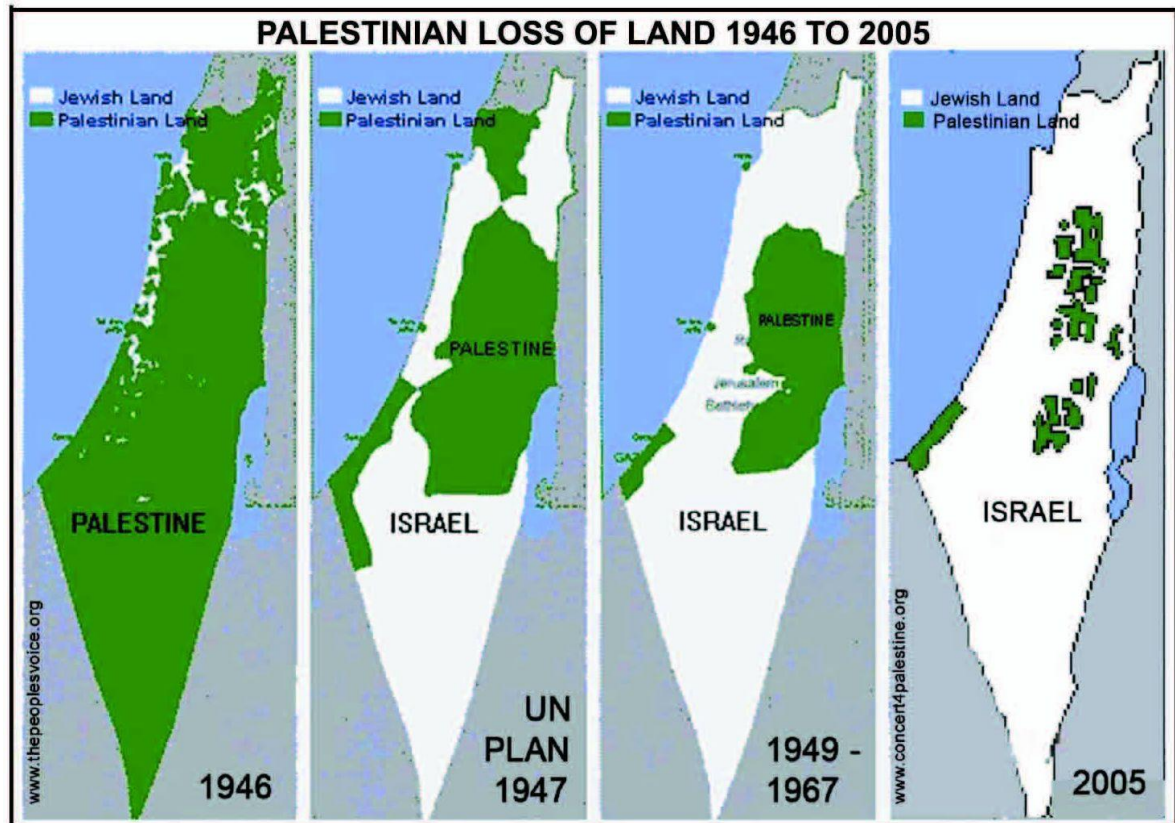 PALESTINIAN LOSS OF LAND 1946 TO 2005
Jewish Land
Palestinian Land
PALESTINE
www.thepeoplesvoice.org
1946
Jewish Land
Palestinian Land
PALESTINE
ISRAEL
UN
PLAN
1947
Jewish Land
Palestinian Land
PALESTINE
Jerusalem
ISRAEL
1949 -
1967
Jewish Land
Palestinian Land
ISRAEL
www.concert4palestine.org
2005